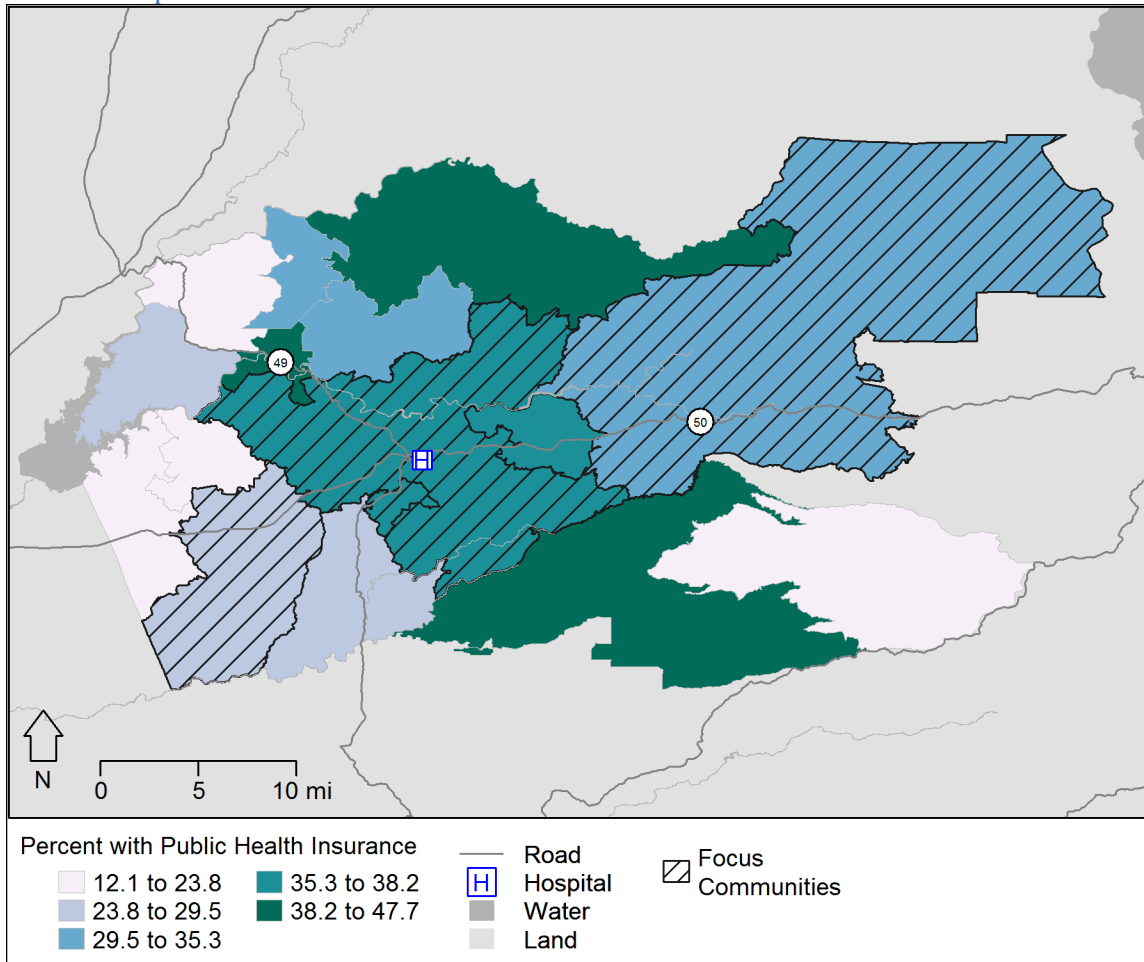 49
50
N
0 5 10 mi
Percent with Public Health Insurance
12.1 to 23.8
23.8 to 29.5
29.5 to 35.3
35.3 to 38.2
38.2 to 47.7
Road
H Hospital
Water
Land
Focus
Communities
H